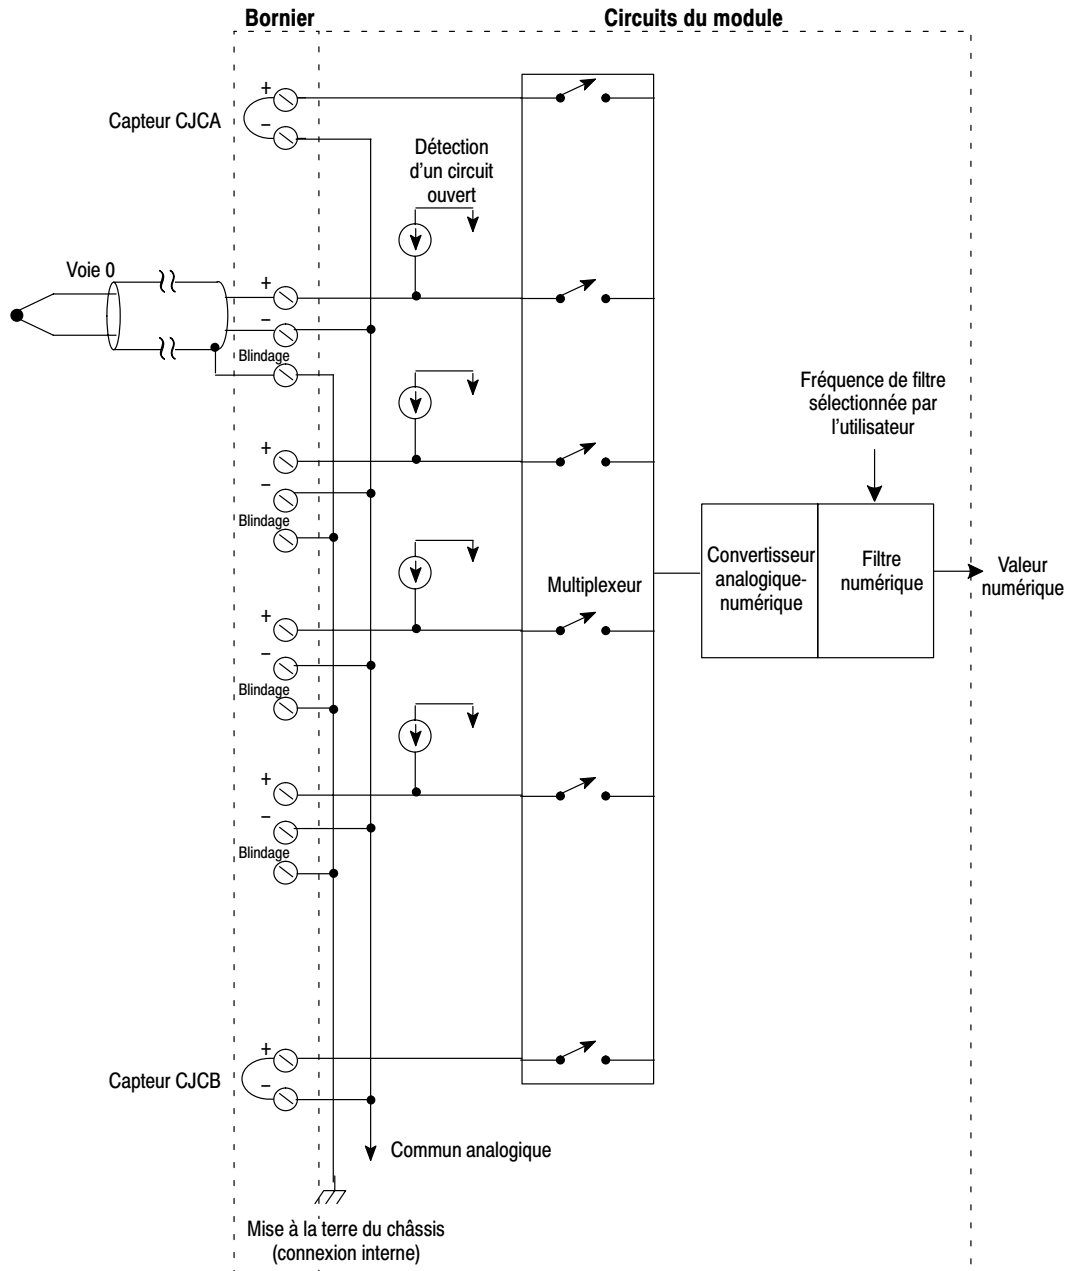 Bornier
Circuits du module
+
Capteur CJCA
−
Détection
d'un circuit
ouvert
Voie 0
+
−
Blindage
Fréquence de filtre
sélectionnée par
l'utilisateur
+
−
Blindage
Convertisseur
analogique-
numérique
Filtre
numérique
Valeur
numérique
Multiplexeur
+
−
Blindage
+
−
Blindage
+
Capteur CJCB
−
Commun analogique
Mise à la terre du châssis
(connexion interne)